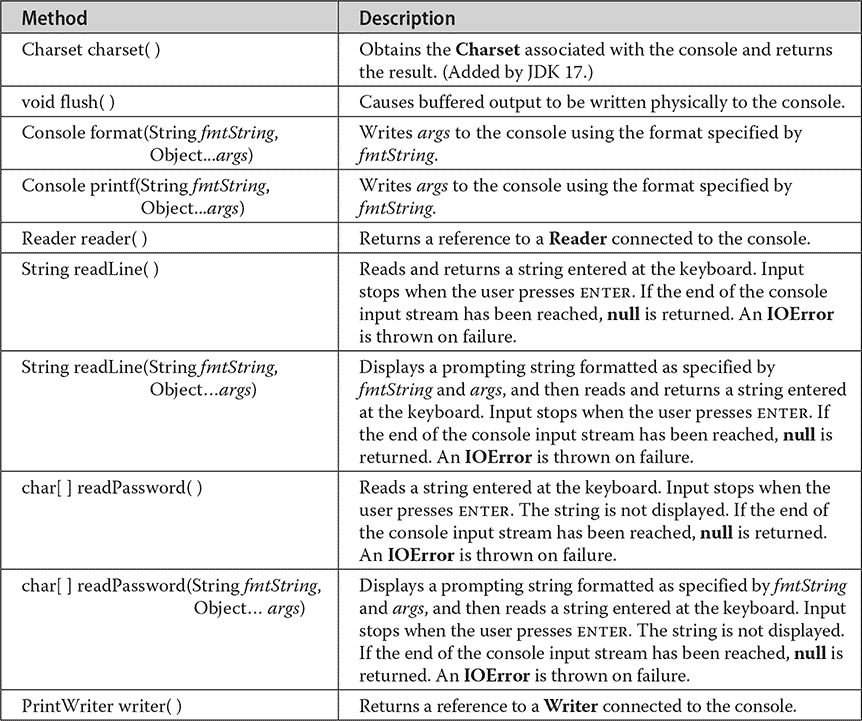 Method Description
Charset charset( ) Obtains the Charset associated with the console and returns
the result. (Added by JDK 17.)
void flush( ) Causes buffered output to be written physically to the console.
Console format(String fmtString, Writes args to the console using the format specified by
Object...args) fmtString.
Console printf(String fmtString, Writes args to the console using the format specified by
Object...args) fmtString.
Reader reader( ) Returns a reference to a Reader connected to the console.
String readLine( ) Reads and returns a string entered at the keyboard. Input
stops when the user presses ENTER. If the end of the console
input stream has been reached, null is returned. An IOError
is thrown on failure.
String readLine(String fmtString, Displays a prompting string formatted as specified by
Object…args) fmtString and args, and then reads and returns a string entered
at the keyboard. Input stops when the user presses ENTER. If
the end of the console input stream has been reached, null is
returned. An IOError is thrown on failure.
char[ ] readPassword( ) Reads a string entered at the keyboard. Input stops when the
user presses ENTER. The string is not displayed. If the end of
the console input stream has been reached, null is returned.
An IOError is thrown on failure.
char[ ] readPassword(String fmtString, Displays a prompting string formatted as specified by fmtString
Object… args) and args, and then reads a string entered at the keyboard. Input
stops when the user presses ENTER. The string is not displayed.
If the end of the console input stream has been reached, null is
returned. An IOError is thrown on failure.
PrintWriter writer( ) Returns a reference to a Writer connected to the console.